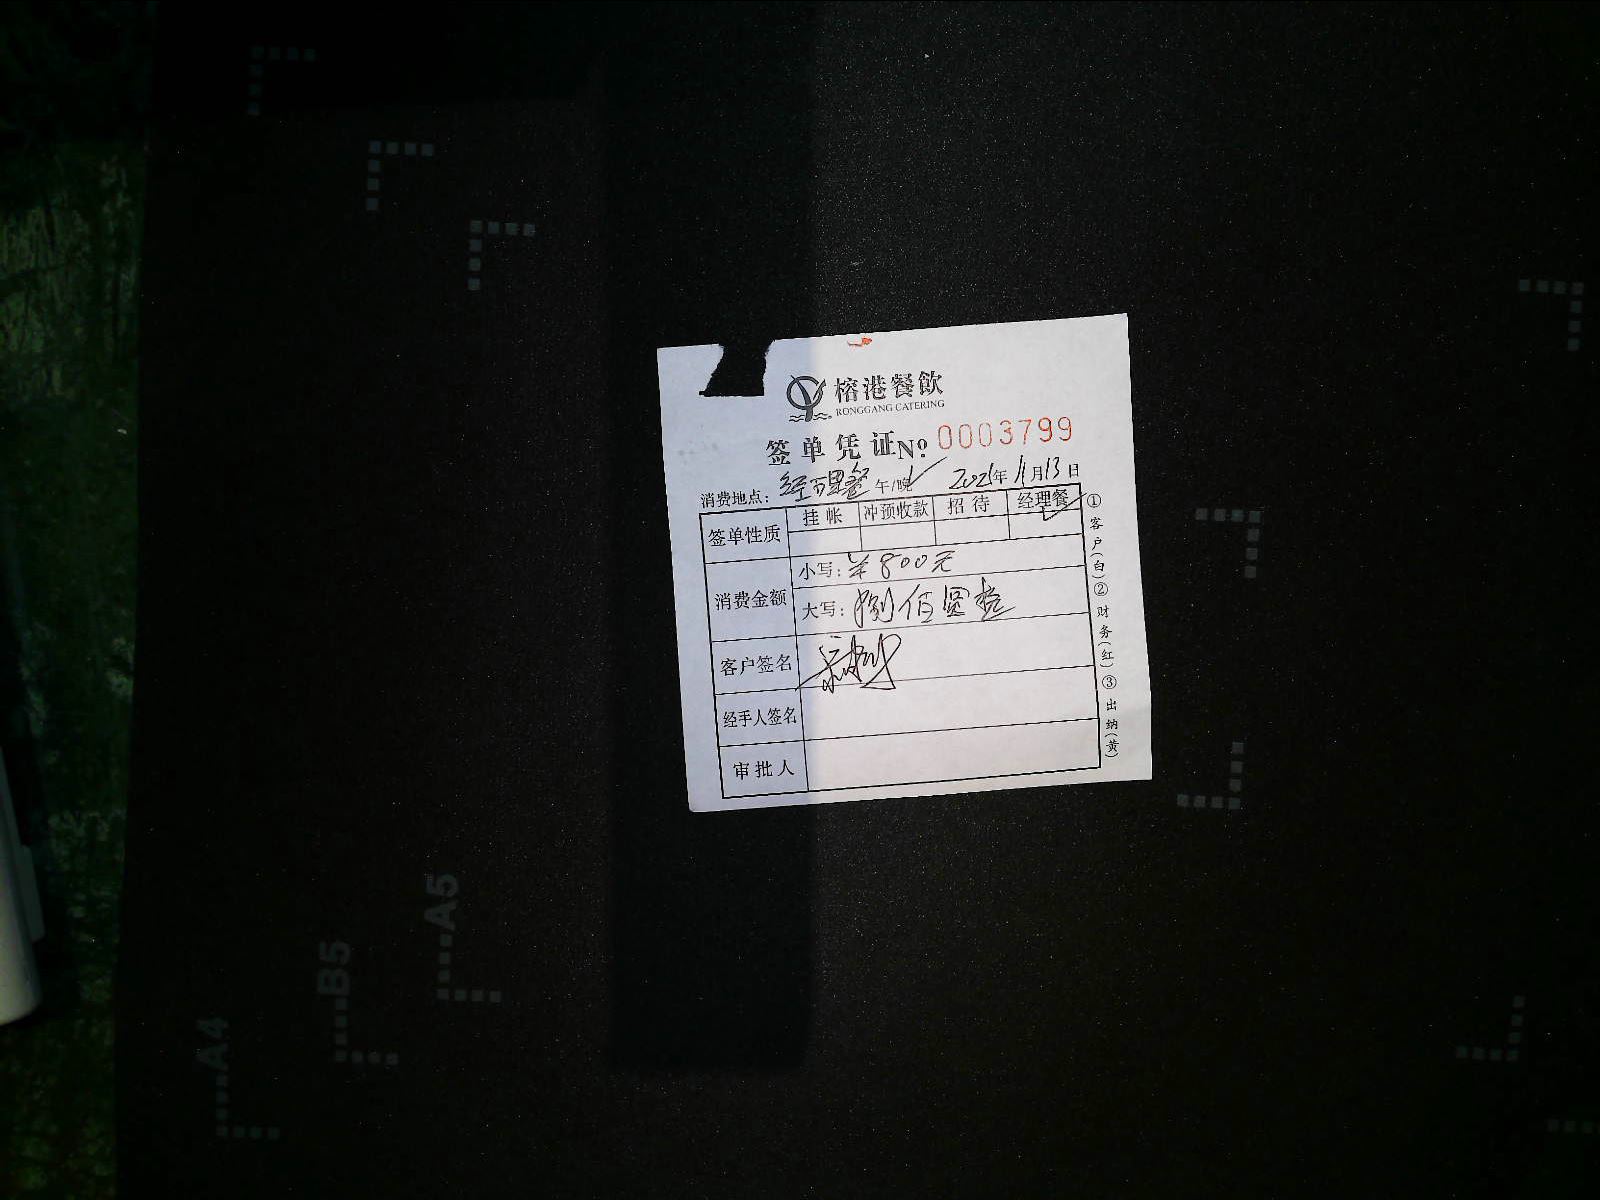 榕港餐飲
RONGGANG CATERING
签单凭证 № 0003799
消费地点: 经 餐 午/晚 2021年11月13日
签单性质 挂帐 冲预收款 招待 经理餐
消费金额
小写: ¥800元
大写: 捌佰圆整
客户签名
经手人签名
审批人
①客户(白)②财务(红)③出纳(黄)
A5
B5
A4